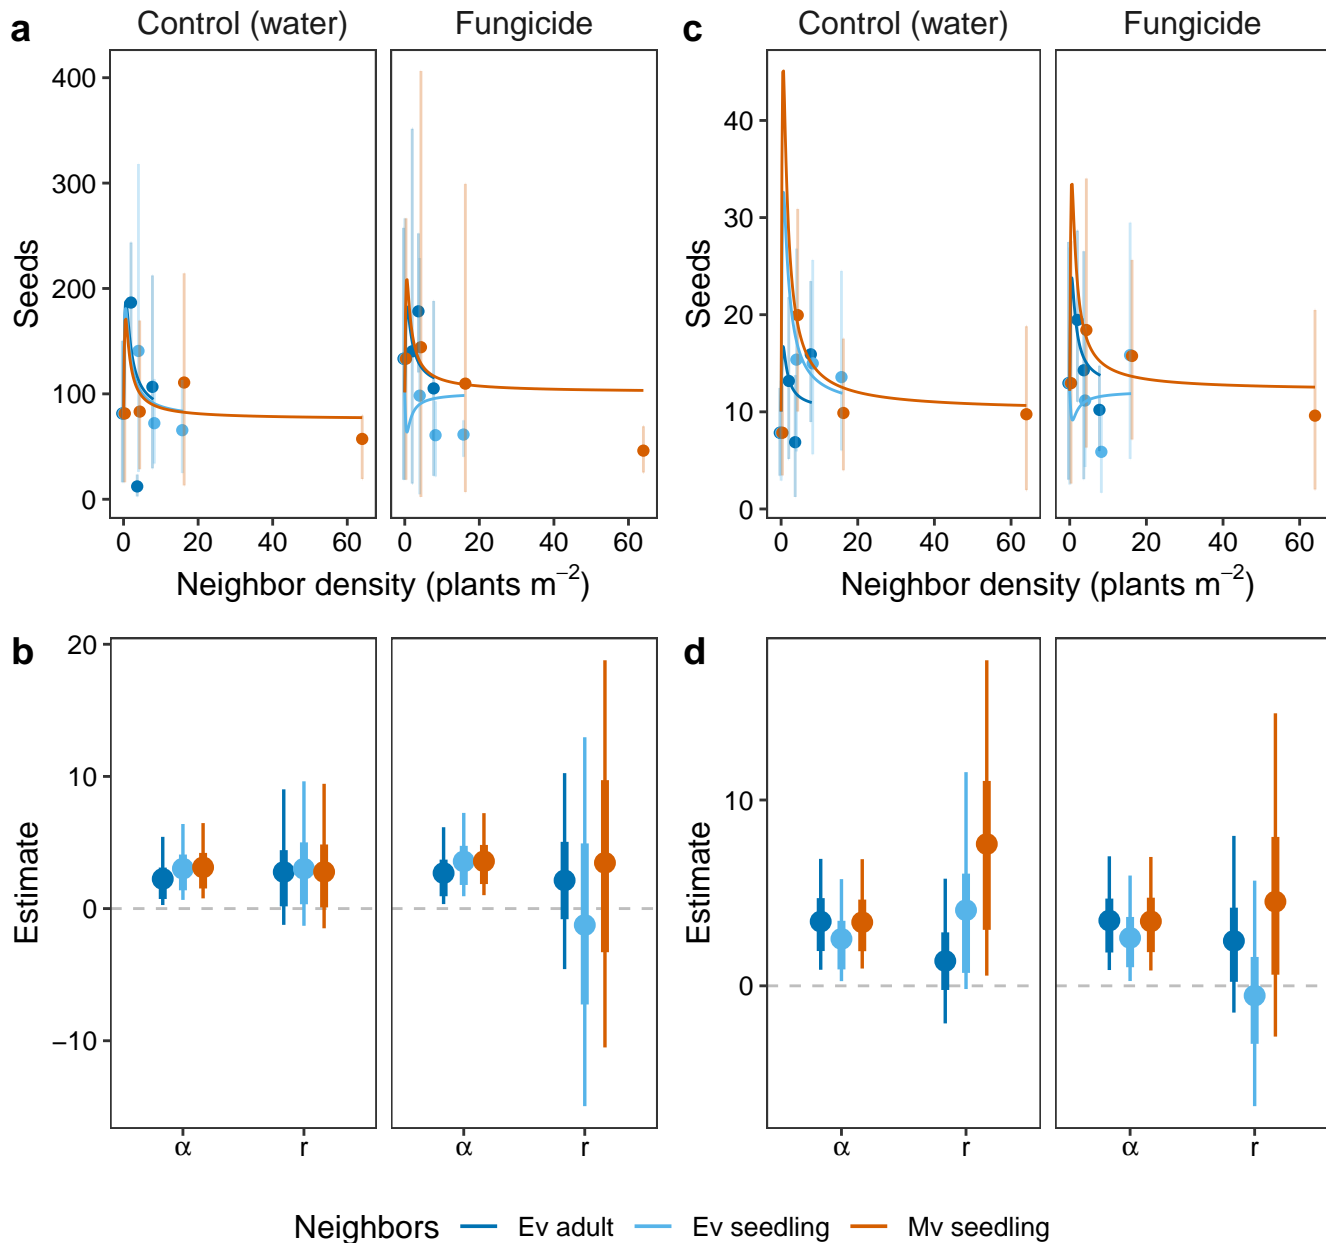 a Control (water) Fungicide
400
300
200
100
0
Seeds
0 20 40 60 0 20 40 60
Neighbor density (plants m⁻²)
c Control (water) Fungicide
40
30
20
10
0
Seeds
0 20 40 60 0 20 40 60
Neighbor density (plants m⁻²)
b
20
10
0
−10
Estimate
α r α r
d
10
0
Estimate
α r α r
Neighbors Ev adult Ev seedling Mv seedling